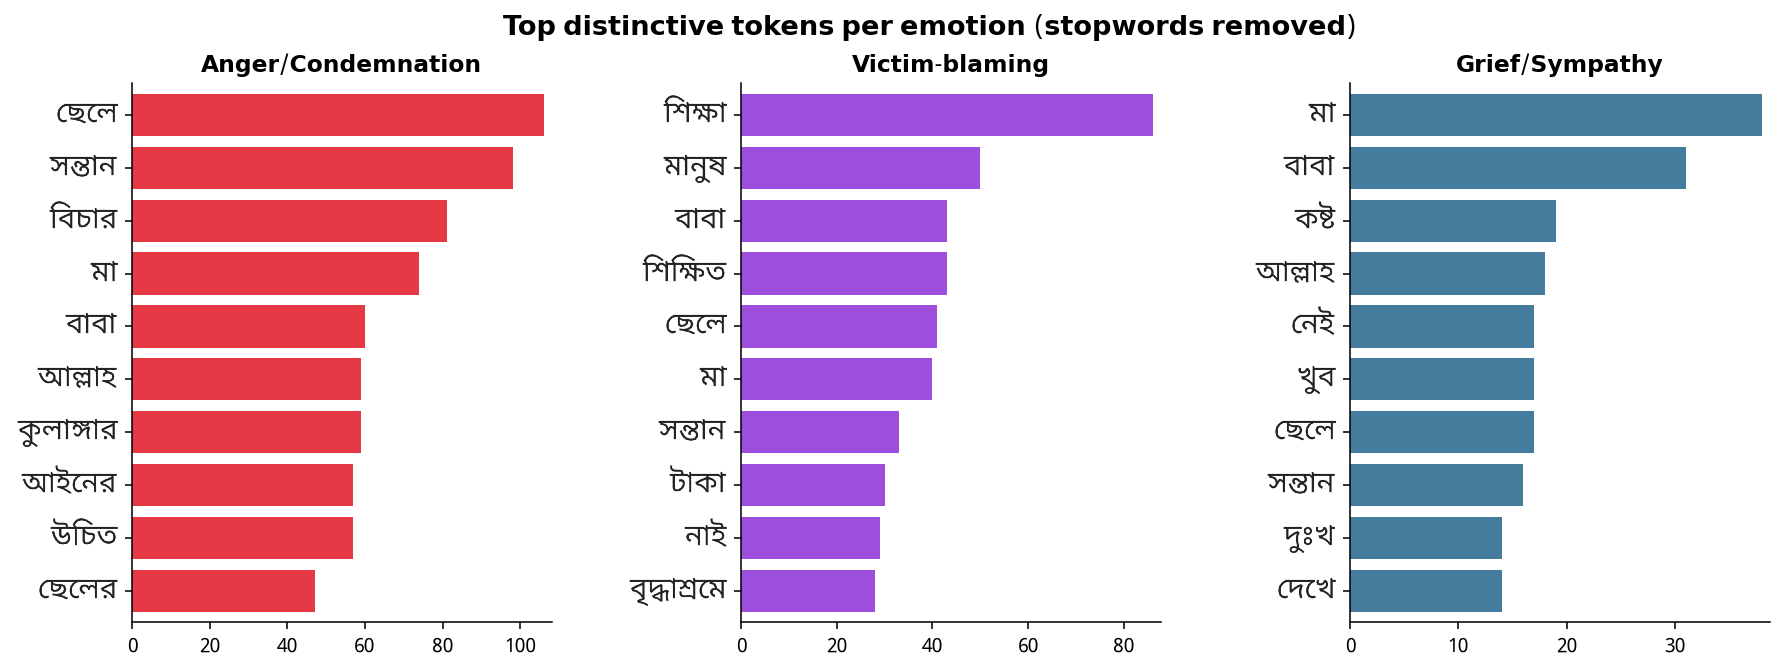 Top distinctive tokens per emotion (stopwords removed)
Anger/Condemnation
ছেলে
সন্তান
বিচার
মা
বাবা
আল্লাহ
কুলাঙ্গার
আইনের
উচিত
ছেলের
0 20 40 60 80 100
Victim-blaming
শিক্ষা
মানুষ
বাবা
শিক্ষিত
ছেলে
মা
সন্তান
টাকা
নাই
বৃদ্ধাশ্রমে
0 20 40 60 80
Grief/Sympathy
মা
বাবা
কষ্ট
আল্লাহ
নেই
খুব
ছেলে
সন্তান
দুঃখ
দেখে
0 10 20 30